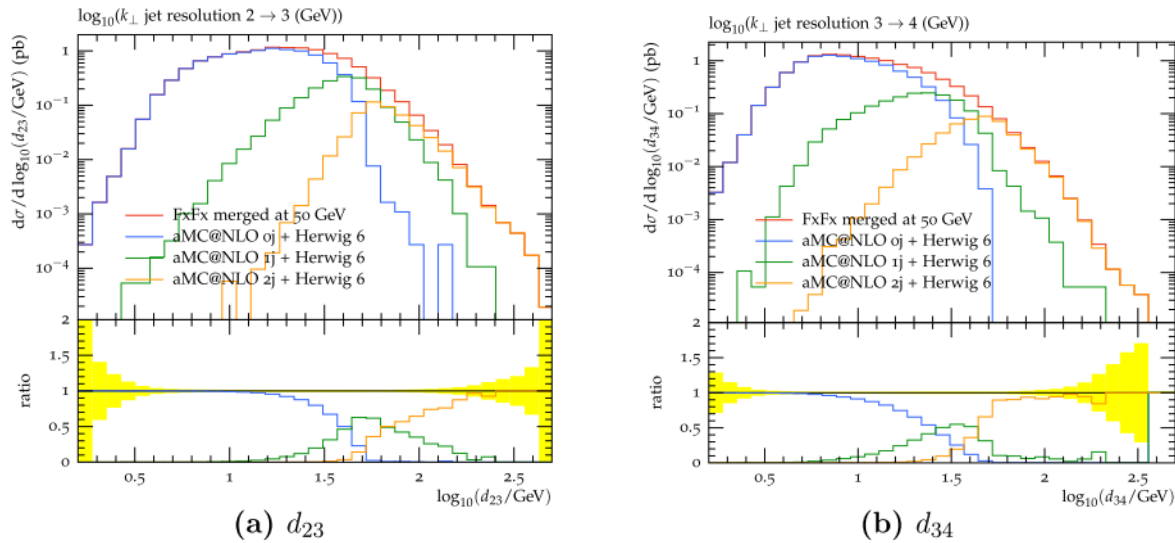 log₁₀(k⊥ jet resolution 2 → 3 (GeV))
dσ/d log₁₀(d₂₃/GeV) (pb)
1
10⁻¹
10⁻²
10⁻³
10⁻⁴
FxFx merged at 50 GeV
aMC@NLO 0j + Herwig 6
aMC@NLO 1j + Herwig 6
aMC@NLO 2j + Herwig 6
ratio
2
1.5
1
0.5
0
0.5 1 1.5 2 2.5
log₁₀(d₂₃/GeV)
(a) d₂₃
log₁₀(k⊥ jet resolution 3 → 4 (GeV))
dσ/d log₁₀(d₃₄/GeV) (pb)
1
10⁻¹
10⁻²
10⁻³
10⁻⁴
FxFx merged at 50 GeV
aMC@NLO 0j + Herwig 6
aMC@NLO 1j + Herwig 6
aMC@NLO 2j + Herwig 6
ratio
2
1.5
1
0.5
0
0.5 1 1.5 2 2.5
log₁₀(d₃₄/GeV)
(b) d₃₄